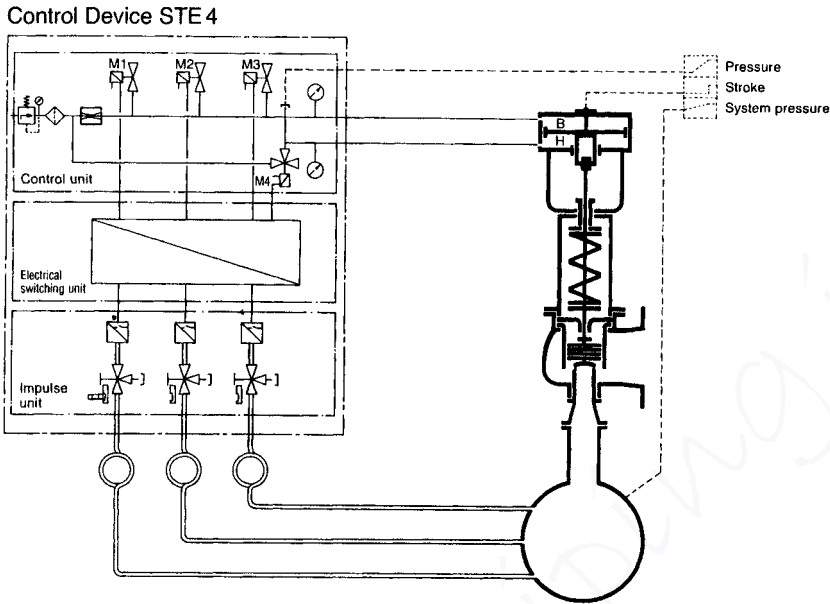 Control Device STE 4
M1
M2
M3
Pressure
Stroke
System pressure
B
H
M4
Control unit
Electrical
switching unit
Impulse
unit